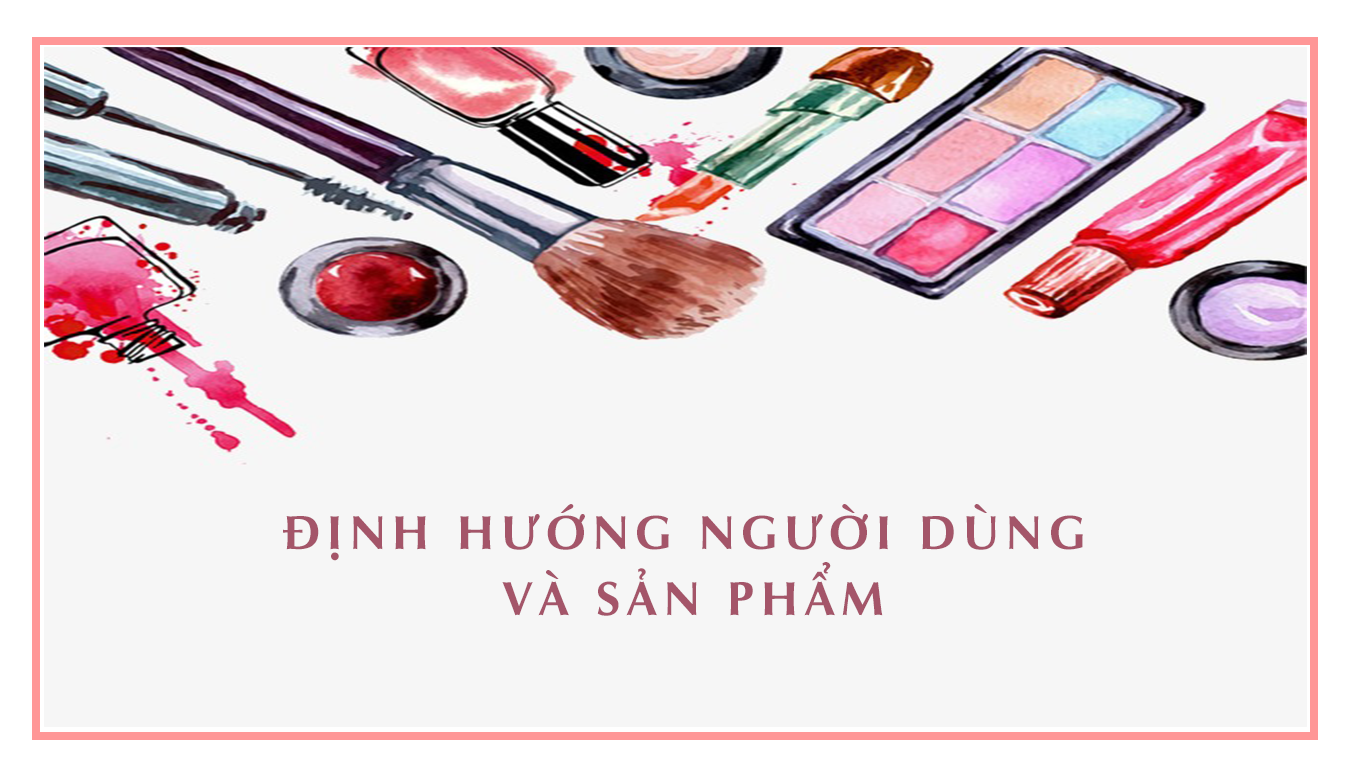 ĐỊNH HƯỚNG NGƯỜI DÙNG
VÀ SẢN PHẨM